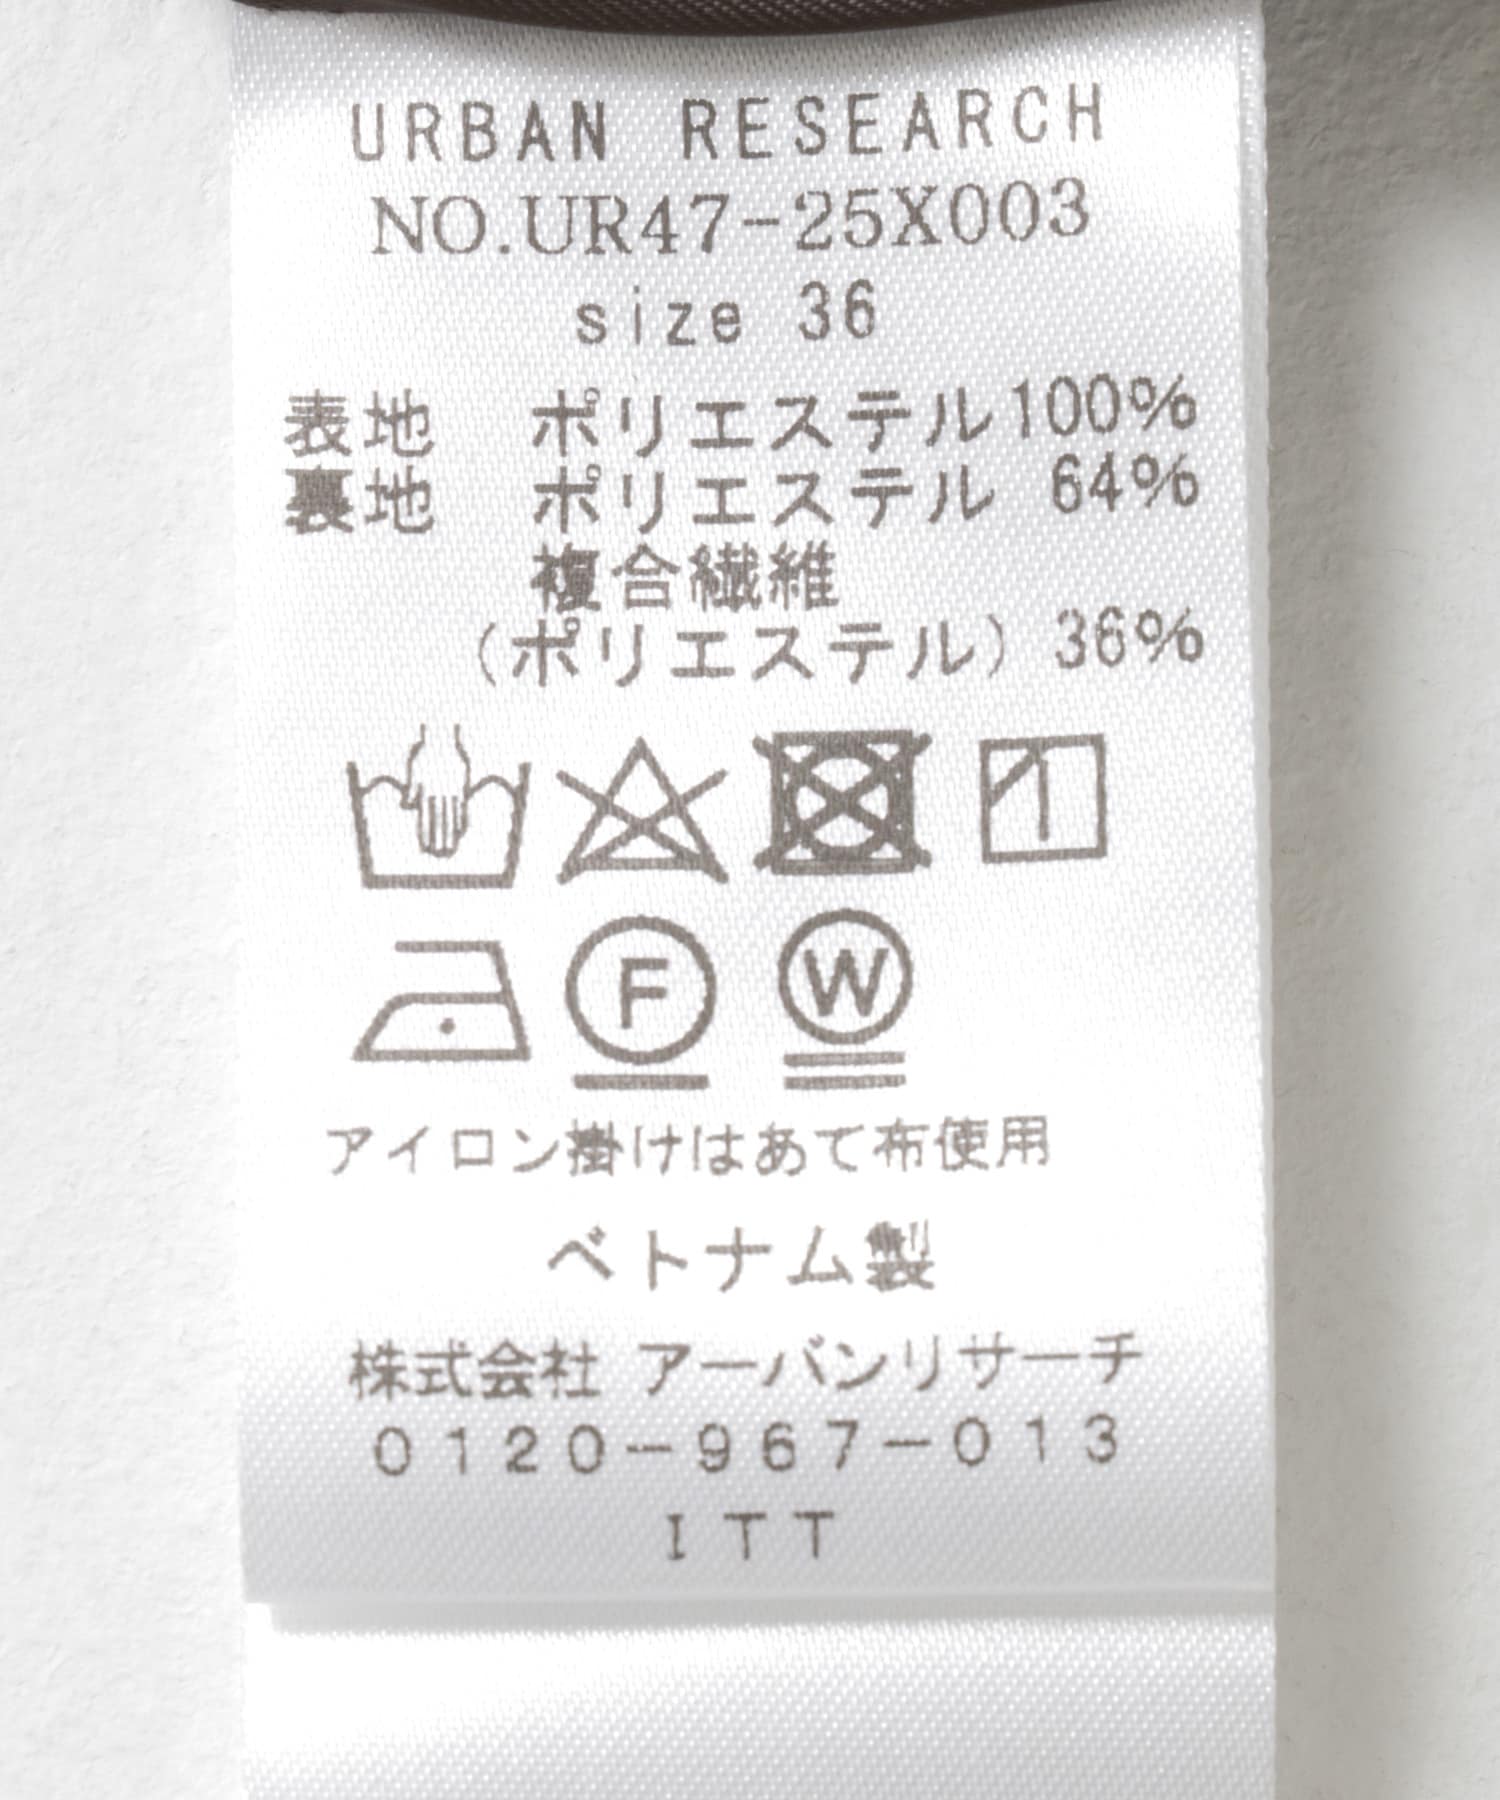 URBAN RESEARCH
NO.UR47-25X003
size 36
表地 ポリエステル100%
裏地 ポリエステル 64%
複合繊維
(ポリエステル) 36%
F W
アイロン掛けはあて布使用
ベトナム製
株式会社 アーバンリサーチ
0120-967-013
ITT